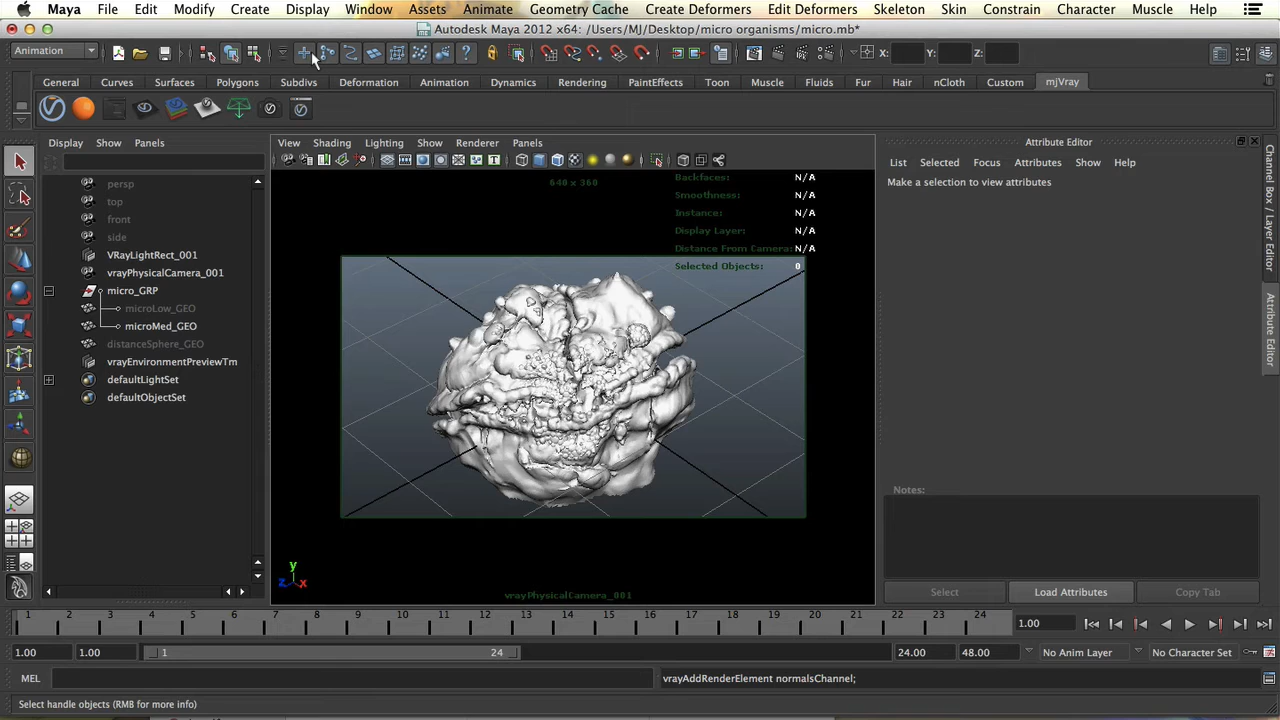 Maya File Edit Modify Create Display Window Assets Animate Geometry Cache Create Deformers Edit Deformers Skeleton Skin Constrain Character Muscle Help
Autodesk Maya 2012 x64: /Users/MJ/Desktop/micro organisms/micro.mb*
Animation X: Y: Z:
General Curves Surfaces Polygons Subdivs Deformation Animation Dynamics Rendering PaintEffects Toon Muscle Fluids Fur Hair nCloth Custom mjVray
Display Show Panels
View Shading Lighting Show Renderer Panels
Attribute Editor
List Selected Focus Attributes Show Help
Make a selection to view attributes
persp
top
front
side
VRayLightRect_001
vrayPhysicalCamera_001
micro_GRP
microLow_GEO
microMed_GEO
distanceSphere_GEO
vrayEnvironmentPreviewTm
defaultLightSet
defaultObjectSet
640 x 360
Backfaces: N/A
Smoothness: N/A
Instance: N/A
Display Layer: N/A
Distance From Camera: N/A
Selected Objects: 0
y
z x
vrayPhysicalCamera_001
Channel Box / Layer Editor
Attribute Editor
Notes:
Select Load Attributes Copy Tab
1 2 3 4 5 6 7 8 9 10 11 12 13 14 15 16 17 18 19 20 21 22 23 24 1.00
1.00 1.00 1 24 24.00 48.00 No Anim Layer No Character Set
MEL vrayAddRenderElement normalsChannel;
Select handle objects (RMB for more info)